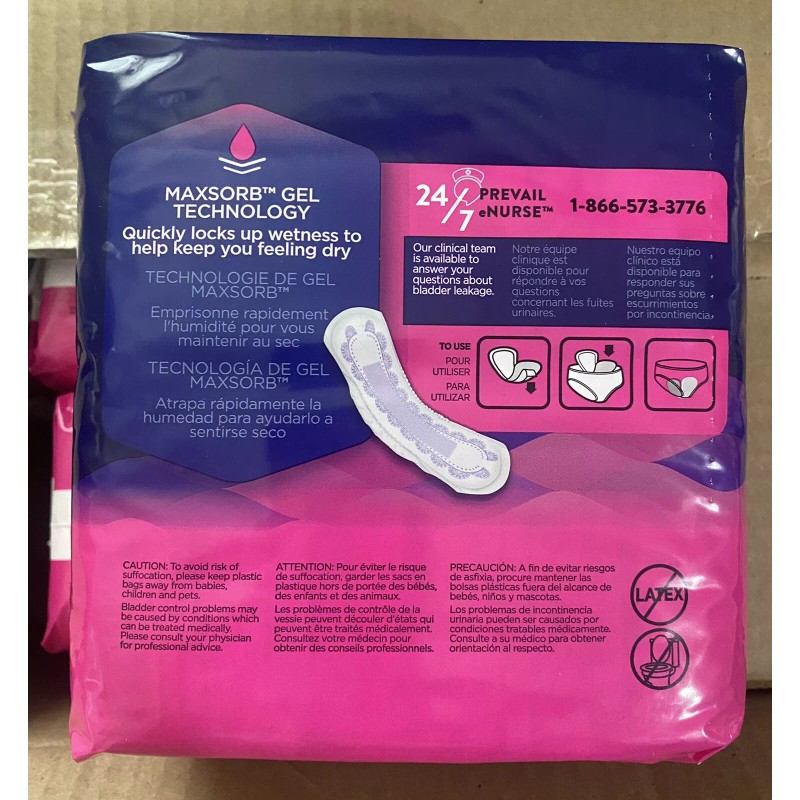 MAXSORB™ GEL
TECHNOLOGY
Quickly locks up wetness to
help keep you feeling dry
TECHNOLOGIE DE GEL
MAXSORB™
Emprisonne rapidement
l'humidité pour vous
maintenir au sec
TECNOLOGÍA DE GEL
MAXSORB™
Atrapa rápidamente la
humedad para ayudarlo a
sentirse seco
24/7 PREVAIL
eNURSE™
1-866-573-3776
Our clinical team
is available to
answer your
questions about
bladder leakage.
Notre équipe
clinique est
disponible pour
répondre à vos
questions
concernant les fuites
urinaires.
Nuestro equipo
clínico está
disponible para
responder sus
preguntas sobre
escurrimientos
por incontinencia.
TO USE
POUR
UTILISER
PARA
UTILIZAR
CAUTION: To avoid risk of
suffocation, please keep plastic
bags away from babies,
children and pets.
Bladder control problems may
be caused by conditions which
can be treated medically.
Please consult your physician
for professional advice.
ATTENTION: Pour éviter le risque
de suffocation, garder les sacs en
plastique hors de portée des bébés,
des enfants et des animaux.
Les problèmes de contrôle de la
vessie peuvent découler d'états qui
peuvent être traités médicalement.
Consultez votre médecin pour
obtenir des conseils professionnels.
PRECAUCIÓN: A fin de evitar riesgos
de asfixia, procure mantener las
bolsas plásticas fuera del alcance de
bebés, niños y mascotas.
Los problemas de incontinencia
urinaria pueden ser causados por
condiciones tratables médicamente.
Consulte a su médico para obtener
orientación al respecto.
LATEX